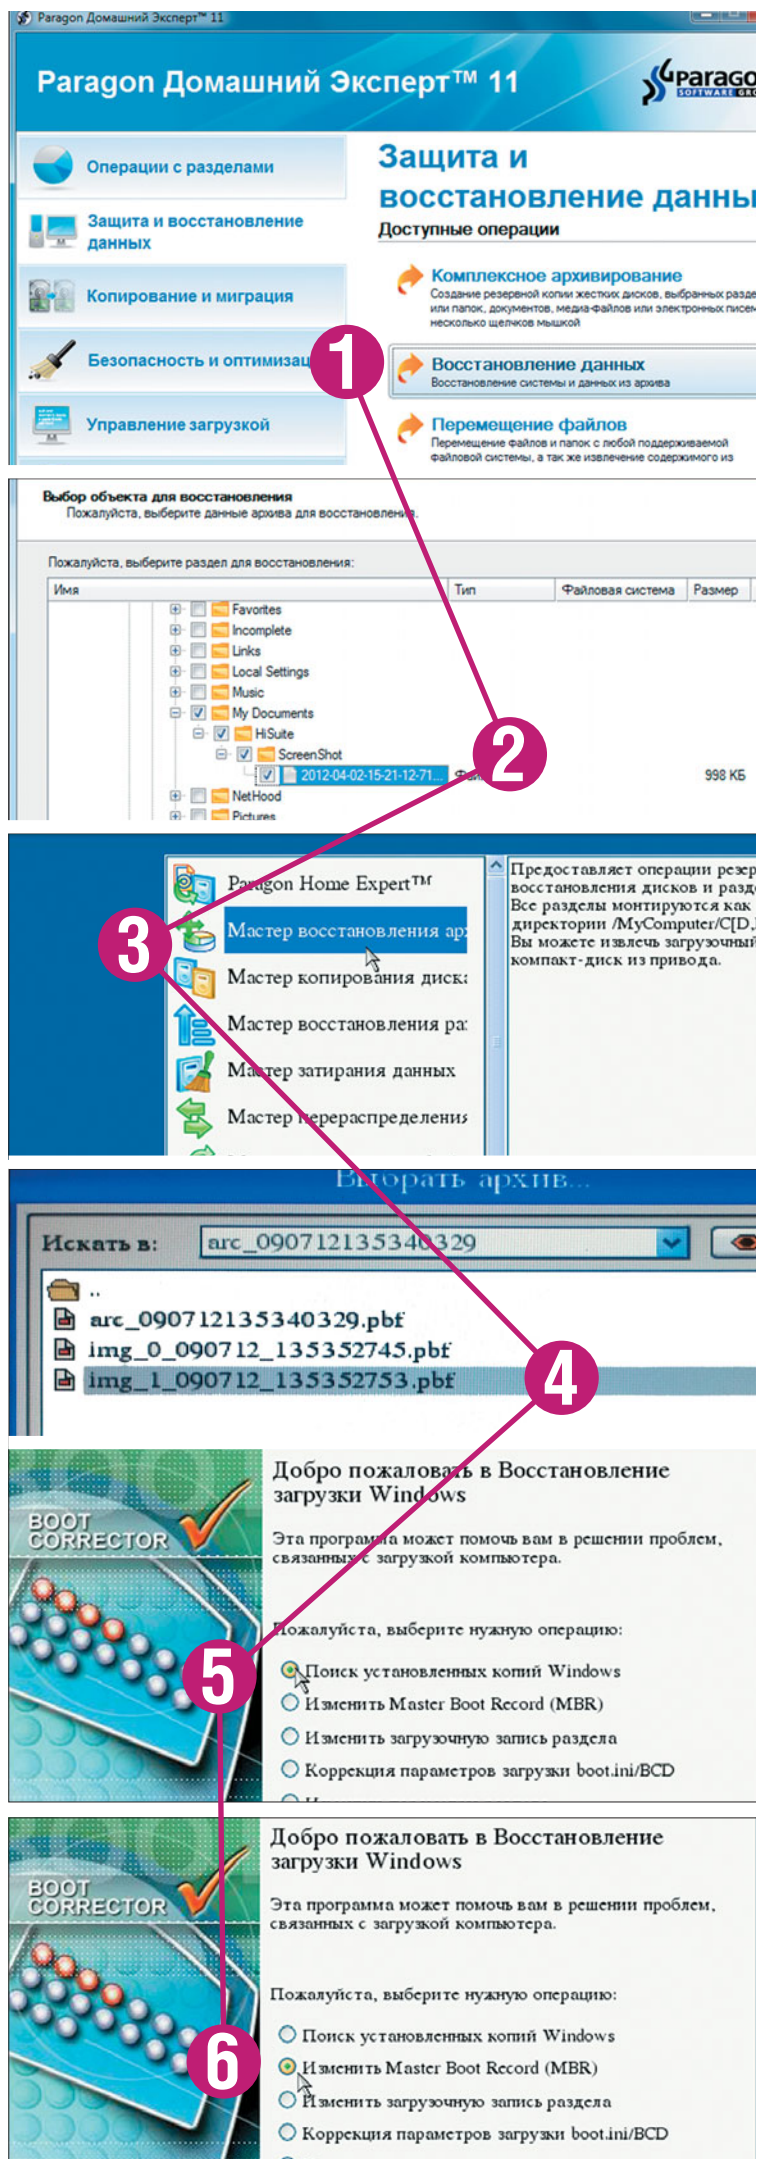 Paragon Домашний Эксперт™ 11
Paragon Домашний Эксперт™ 11
SOFTWARE
Операции с разделами
Защита и восстановление
данных
Копирование и миграция
Безопасность и
Управление загрузкой
Защита и
восстановление
Доступные операции
Комплексное архивирование
Создание резервной копии жестких дисков, выбранных
или папок, документов, медиа-файлов или электронных
несколько щелчков мышкой
1
Восстановление данных
Восстановление системы и данных из архива
Перемещение файлов
Перемещение файлов и папок с любой поддерживаемой
файловой системы, а так же извлечение содержимого из
Выбор объекта для восстановления
Пожалуйста, выберите данные архива для восстановления.
Пожалуйста, выберите раздел для восстановления:
Имя Тип Файловая система Размер
Favorites
Incomplete
Links
Local Settings
Music
My Documents
HiSuite
ScreenShot
2012-04-02-15-21-12-71... 998 КБ
2
NetHood
Pictures
Paragon Home Expert™
Мастер восстановления
Мастер копирования
Мастер восстановления
Мастер затирания данных
Мастер перераспределения
3
Предоставляет операции
восстановления дисков и
Все разделы монтируются как
директории /MyComputer/C[D,
Вы можете извлечь
компакт-диск из привода.
Выбрать архив...
Искать в: arc_090712135340329
..
arc_090712135340329.pbf
img_0_090712_135352745.pbf
img_1_090712_135352753.pbf
4
BOOT
CORRECTOR
Добро пожаловать в Восстановление
загрузки Windows
Эта программа может помочь вам в решении проблем,
связанных с загрузкой компьютера.
Пожалуйста, выберите нужную операцию:
5
Поиск установленных копий Windows
Изменить Master Boot Record (MBR)
Изменить загрузочную запись раздела
Коррекция параметров загрузки boot.ini/BCD
BOOT
CORRECTOR
Добро пожаловать в Восстановление
загрузки Windows
Эта программа может помочь вам в решении проблем,
связанных с загрузкой компьютера.
Пожалуйста, выберите нужную операцию:
Поиск установленных копий Windows
6
Изменить Master Boot Record (MBR)
Изменить загрузочную запись раздела
Коррекция параметров загрузки boot.ini/BCD